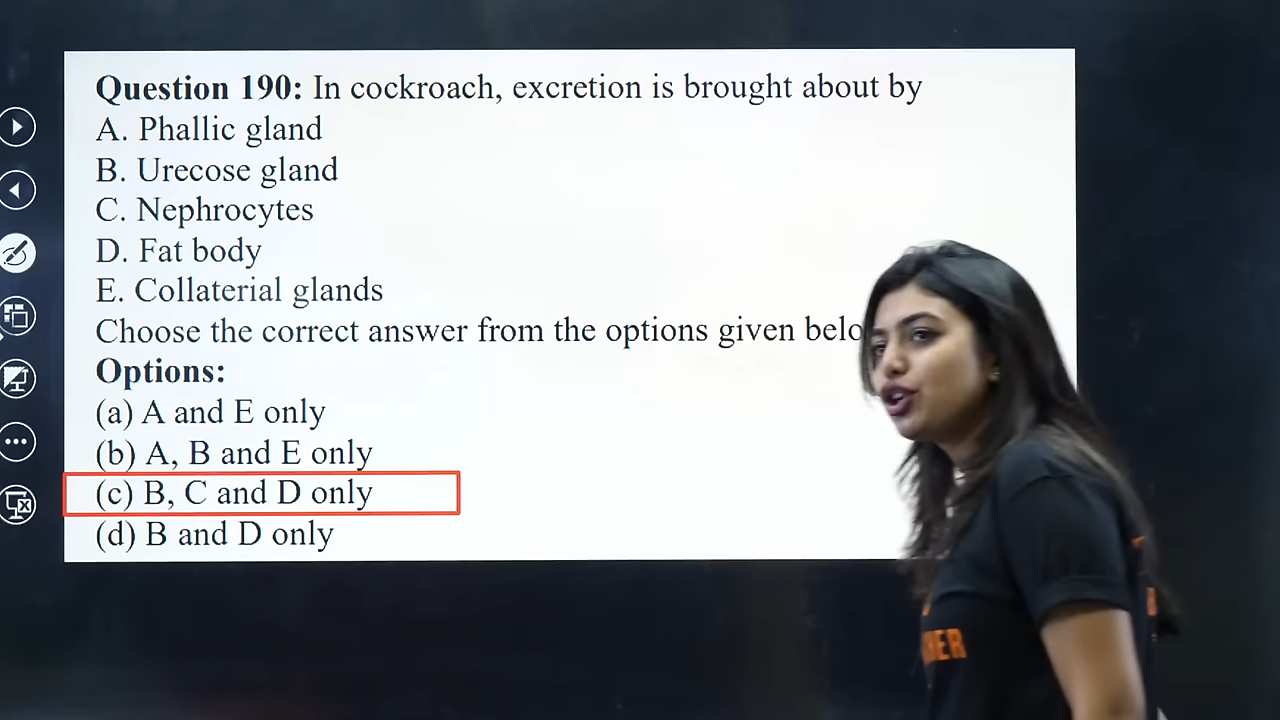 Question 190: In cockroach, excretion is brought about by
A. Phallic gland
B. Urecose gland
C. Nephrocytes
D. Fat body
E. Collaterial glands
Choose the correct answer from the options given
Options:
(a) A and E only
(b) A, B and E only
(c) B, C and D only
(d) B and D only